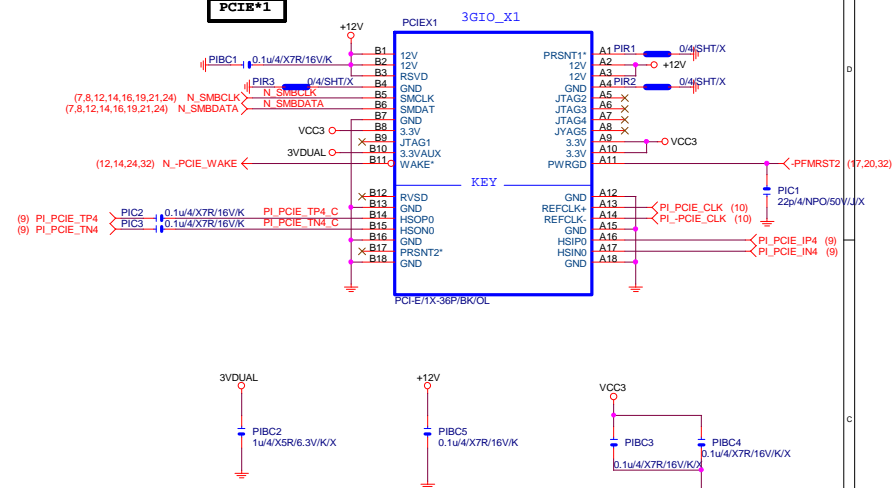 PCIE*1
3GIO_X1
PCIEX1
+12V
PIBC1 0.1u/4/X7R/16V/K
PIR3 0/4/SHT/X
(7,8,12,14,16,19,21,24) N_SMBCLK N_SMBCLK
(7,8,12,14,16,19,21,24) N_SMBDATA N_SMBDATA
VCC3
3VDUAL
(12,14,24,32) N_-PCIE_WAKE
(9) PI_PCIE_TP4 PIC2 0.1u/4/X7R/16V/K PI_PCIE_TP4_C
(9) PI_PCIE_TN4 PIC3 0.1u/4/X7R/16V/K PI_PCIE_TN4_C
B1 12V
B2 12V
B3 RSVD
B4 GND
B5 SMCLK
B6 SMDAT
B7 GND
B8 3.3V
B9 JTAG1
B10 3.3VAUX
B11 WAKE*
KEY
B12 RVSD
B13 GND
B14 HSOP0
B15 HSON0
B16 GND
B17 PRSNT2*
B18 GND
PRSNT1* A1 PIR1 0/4/SHT/X
12V A2 +12V
12V A3
GND A4 PIR2 0/4/SHT/X
JTAG2 A5
JTAG3 A6
JTAG4 A7
JYAG5 A8
3.3V A9 VCC3
3.3V A10
PWRGD A11 -PFMRST2 (17,20,32)
PIC1
22p/4/NPO/50V/J/X
GND A12
REFCLK+ A13 PI_PCIE_CLK (10)
REFCLK- A14 PI_-PCIE_CLK (10)
GND A15
HSIP0 A16 PI_PCIE_IP4 (9)
HSIN0 A17 PI_PCIE_IN4 (9)
GND A18
PCI-E/1X-36P/BK/OL
D
C
3VDUAL
PIBC2
1u/4/X5R/6.3V/K/X
+12V
PIBC5
0.1u/4/X7R/16V/K
VCC3
PIBC3
0.1u/4/X7R/16V/K/X
PIBC4
0.1u/4/X7R/16V/K/X